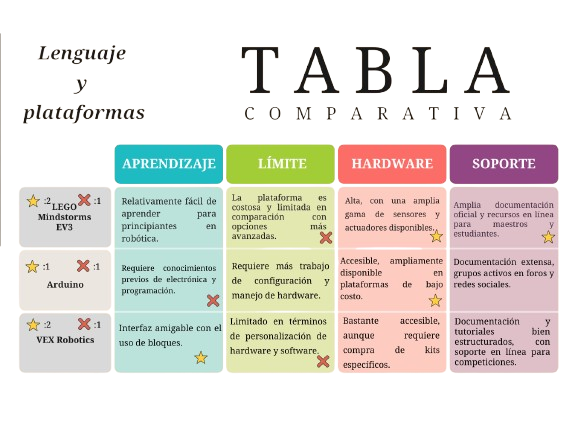 Lenguaje
y
plataformas
TABLA
COMPARATIVA
APRENDIZAJE
LÍMITE
HARDWARE
SOPORTE
:2 :1
LEGO
Mindstorms
EV3
Relativamente fácil de
aprender para
principiantes en
robótica.
La plataforma es
costosa y limitada en
comparación con
opciones más
avanzadas.
Alta, con una amplia
gama de sensores y
actuadores disponibles.
Amplia documentación
oficial y recursos en línea
para maestros y
estudiantes.
:1 :1
Arduino
Requiere conocimientos
previos de electrónica y
programación.
Requiere más trabajo
de configuración y
manejo de hardware.
Accesible, ampliamente
disponible en
plataformas de bajo
costo.
Documentación extensa,
grupos activos en foros y
redes sociales.
:2 :1
VEX Robotics
Interfaz amigable con el
uso de bloques.
Limitado en términos
de personalización de
hardware y software.
Bastante accesible,
aunque requiere
compra de kits
específicos.
Documentación y
tutoriales bien
estructurados, con
soporte en línea para
competiciones.